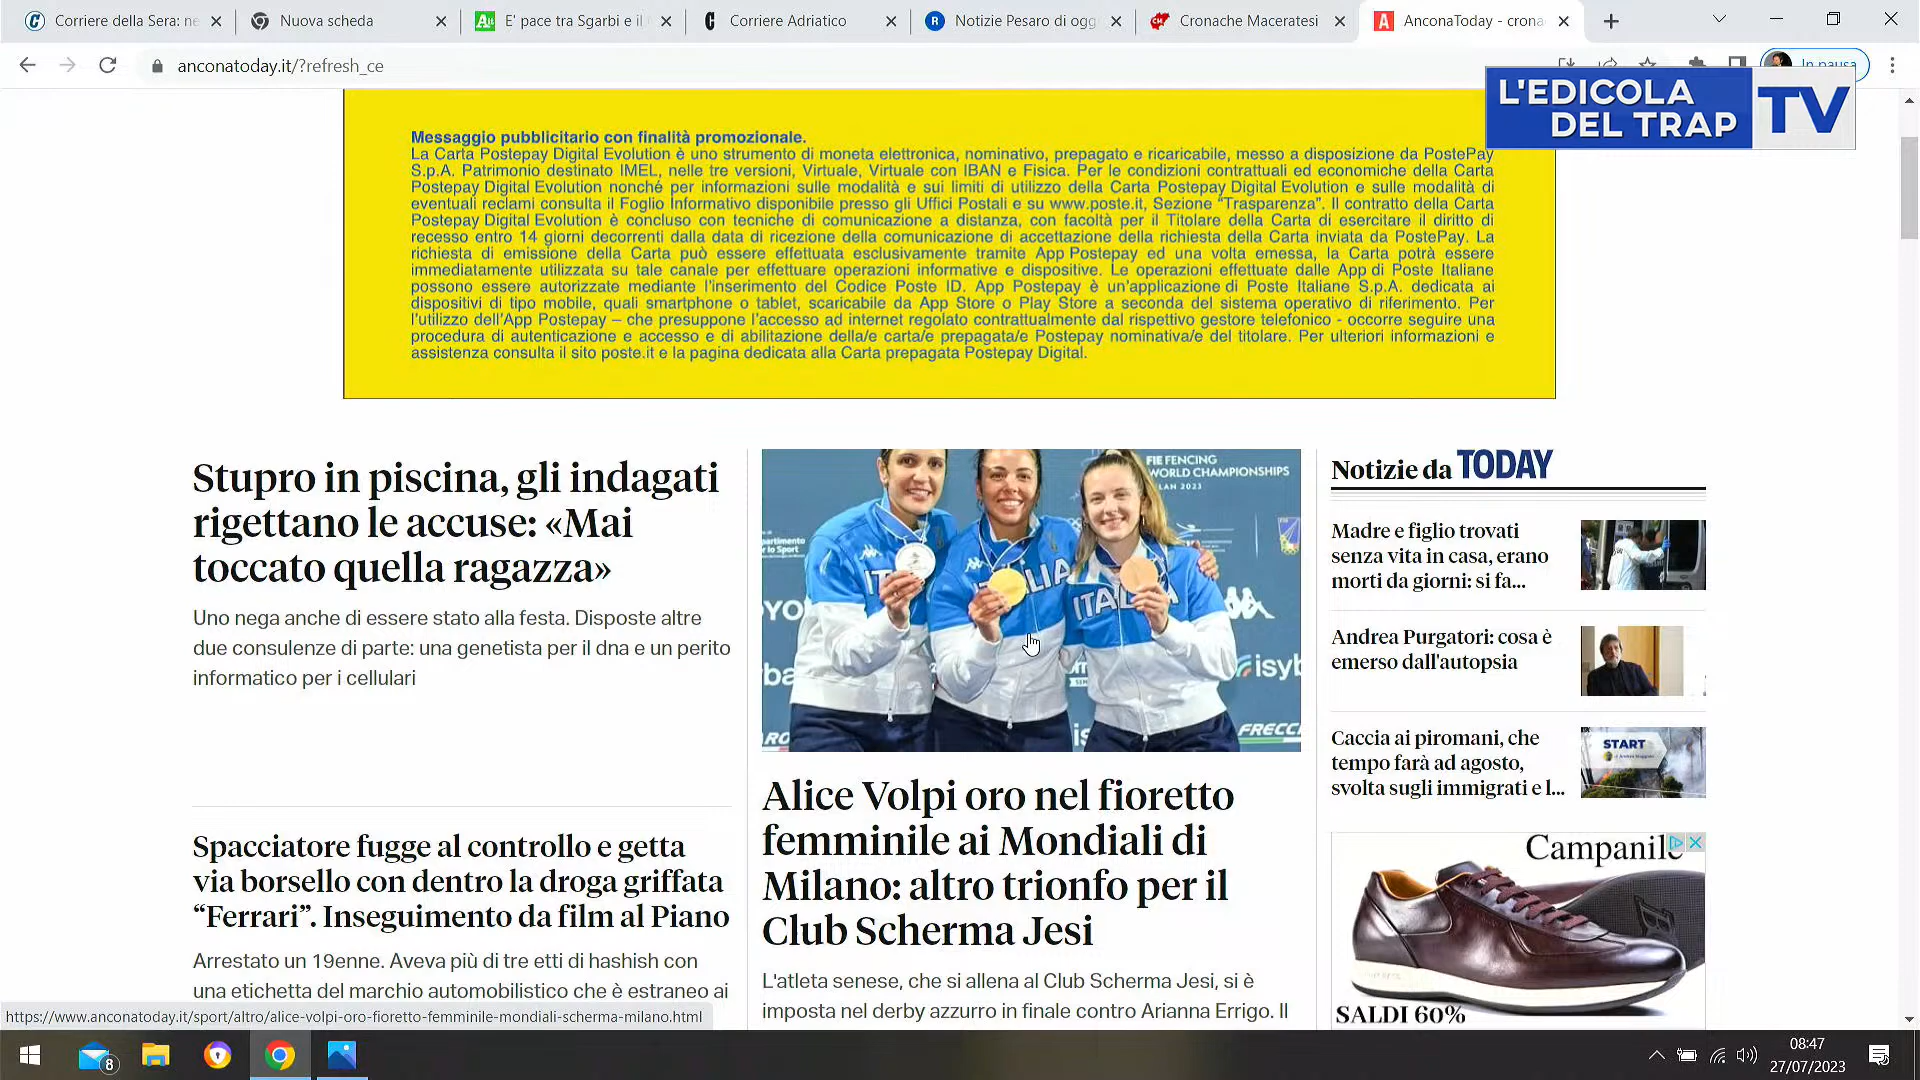 Corriere della Sera: ne
Nuova scheda
E' pace tra Sgarbi e il
Corriere Adriatico
Notizie Pesaro di ogg
Cronache Maceratesi
AnconaToday - crona
anconatoday.it/?refresh_ce
In pausa
L'EDICOLA
DEL TRAP
TV
Messaggio pubblicitario con finalità promozionale.
La Carta Postepay Digital Evolution è uno strumento di moneta elettronica, nominativo, prepagato e ricaricabile, messo a disposizione da PostePay
S.p.A. Patrimonio destinato IMEL, nelle tre versioni, Virtuale, Virtuale con IBAN e Fisica. Per le condizioni contrattuali ed economiche della Carta
Postepay Digital Evolution nonché per informazioni sulle modalità e sui limiti di utilizzo della Carta Postepay Digital Evolution e sulle modalità di
eventuali reclami consulta il Foglio Informativo disponibile presso gli Uffici Postali e su www.poste.it, Sezione "Trasparenza". Il contratto della Carta
Postepay Digital Evolution è concluso con tecniche di comunicazione a distanza, con facoltà per il Titolare della Carta di esercitare il diritto di
recesso entro 14 giorni decorrenti dalla data di ricezione della comunicazione di accettazione della richiesta della Carta inviata da PostePay. La
richiesta di emissione della Carta può essere effettuata esclusivamente tramite App Postepay ed una volta emessa, la Carta potrà essere
immediatamente utilizzata su tale canale per effettuare operazioni informative e dispositive. Le operazioni effettuate dalle App di Poste Italiane
possono essere autorizzate mediante l'inserimento del Codice Poste ID. App Postepay è un'applicazione di Poste Italiane S.p.A. dedicata ai
dispositivi di tipo mobile, quali smartphone o tablet, scaricabile da App Store o Play Store a seconda del sistema operativo di riferimento. Per
l'utilizzo dell'App Postepay – che presuppone l'accesso ad internet regolato contrattualmente dal rispettivo gestore telefonico - occorre seguire una
procedura di autenticazione e accesso e di abilitazione della/e carta/e prepagata/e Postepay nominativa/e del titolare. Per ulteriori informazioni e
assistenza consulta il sito poste.it e la pagina dedicata alla Carta prepagata Postepay Digital.
Stupro in piscina, gli indagati
rigettano le accuse: «Mai
toccato quella ragazza»
Uno nega anche di essere stato alla festa. Disposte altre
due consulenze di parte: una genetista per il dna e un perito
informatico per i cellulari
Spacciatore fugge al controllo e getta
via borsello con dentro la droga griffata
“Ferrari”. Inseguimento da film al Piano
Arrestato un 19enne. Aveva più di tre etti di hashish con
una etichetta del marchio automobilistico che è estraneo ai
FIE FENCING
WORLD CHAMPIONSHIPS
LAN 2023
partimento
r lo Sport
ITALIA
ITALIA
isyb
FRECC
Alice Volpi oro nel fioretto
femminile ai Mondiali di
Milano: altro trionfo per il
Club Scherma Jesi
L'atleta senese, che si allena al Club Scherma Jesi, si è
imposta nel derby azzurro in finale contro Arianna Errigo. Il
Notizie da TODAY
Madre e figlio trovati
senza vita in casa, erano
morti da giorni: si fa...
Andrea Purgatori: cosa è
emerso dall'autopsia
Caccia ai piromani, che
tempo farà ad agosto,
svolta sugli immigrati e l...
START
Campanile
SALDI 60%
https://www.anconatoday.it/sport/altro/alice-volpi-oro-fioretto-femminile-mondiali-scherma-milano.html
8
08:47
27/07/2023